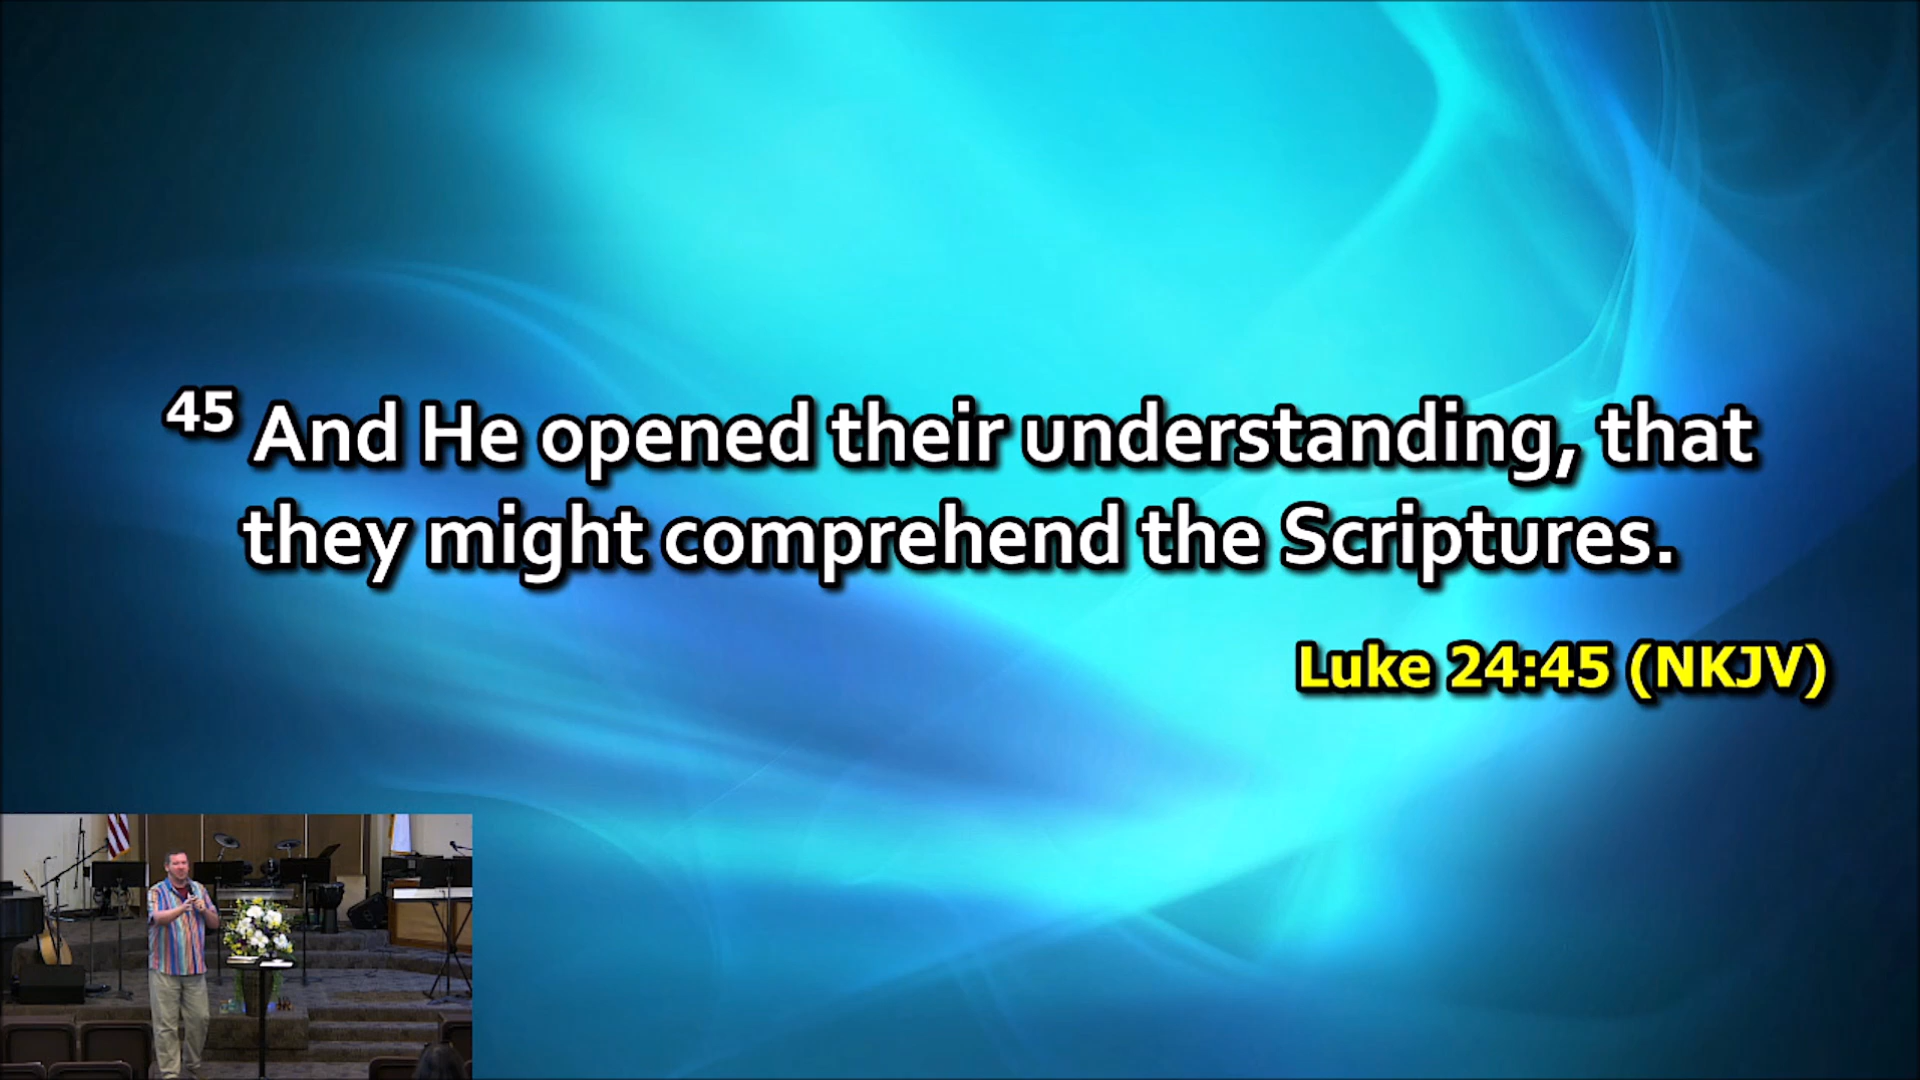 45 And He opened their understanding, that
they might comprehend the Scriptures.
Luke 24:45 (NKJV)